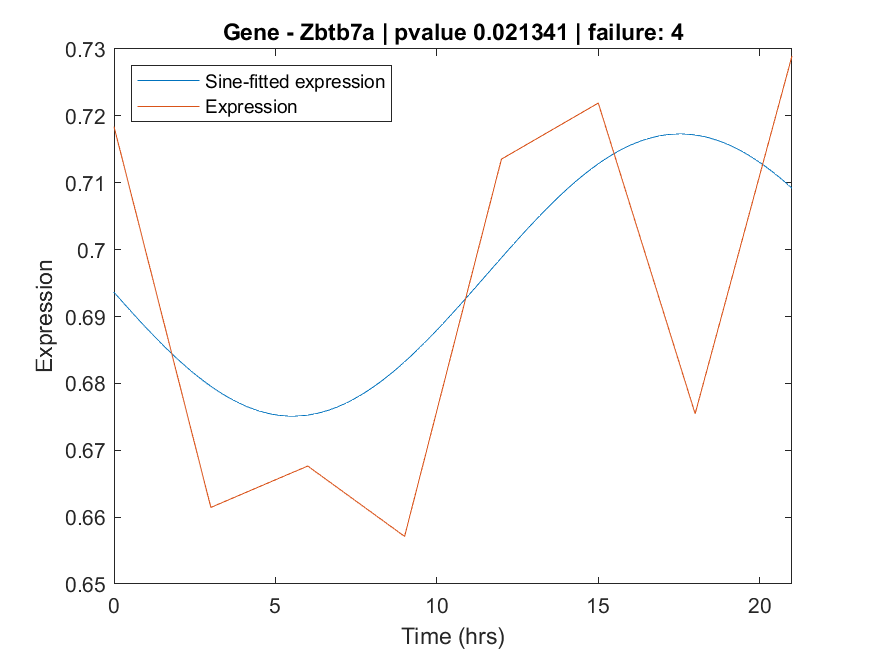 Gene - Zbtb7a | pvalue 0.021341 | failure: 4
Sine-fitted expression
Expression
0.73
0.72
0.71
0.7
0.69
0.68
0.67
0.66
0.65
Expression
0
5
10
15
20
Time (hrs)